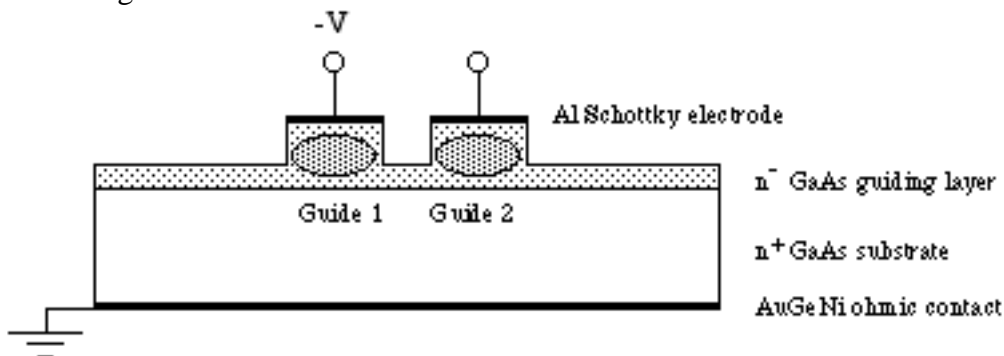 -V
Al Schottky electrode
n⁻ GaAs guiding layer
Guide 1 Guide 2
n⁺ GaAs substrate
AuGeNi ohmic contact